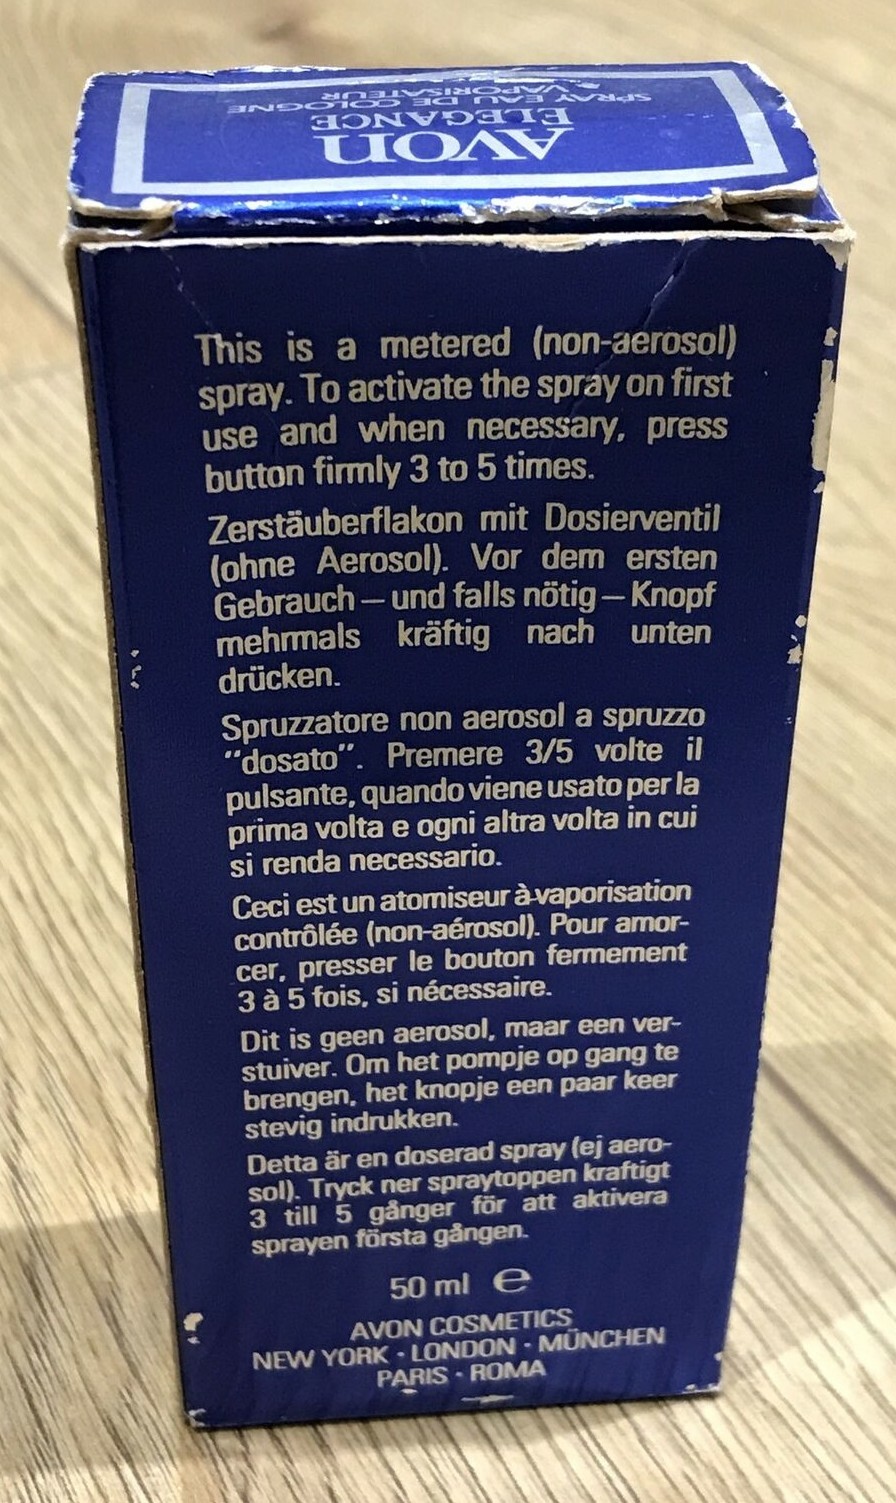 AVON
ELEGANCE
SPRAY EAU DE COLOGNE
VAPORISATEUR
This is a metered (non-aerosol)
spray. To activate the spray on first
use and when necessary, press
button firmly 3 to 5 times.
Zerstäuberflakon mit Dosierventil
(ohne Aerosol). Vor dem ersten
Gebrauch – und falls nötig – Knopf
mehrmals kräftig nach unten
drücken.
Spruzzatore non aerosol a spruzzo
“dosato”. Premere 3/5 volte il
pulsante, quando viene usato per la
prima volta e ogni altra volta in cui
si renda necessario.
Ceci est un atomiseur à-vaporisation
contrôlée (non-aérosol). Pour amor-
cer, presser le bouton fermement
3 à 5 fois, si nécessaire.
Dit is geen aerosol, maar een ver-
stuiver. Om het pompje op gang te
brengen, het knopje een paar keer
stevig indrukken.
Detta är en doserad spray (ej aero-
sol). Tryck ner spraytoppen kraftigt
3 till 5 gånger för att aktivera
sprayen första gången.
50 ml ℮
AVON COSMETICS
NEW YORK · LONDON · MÜNCHEN
PARIS · ROMA